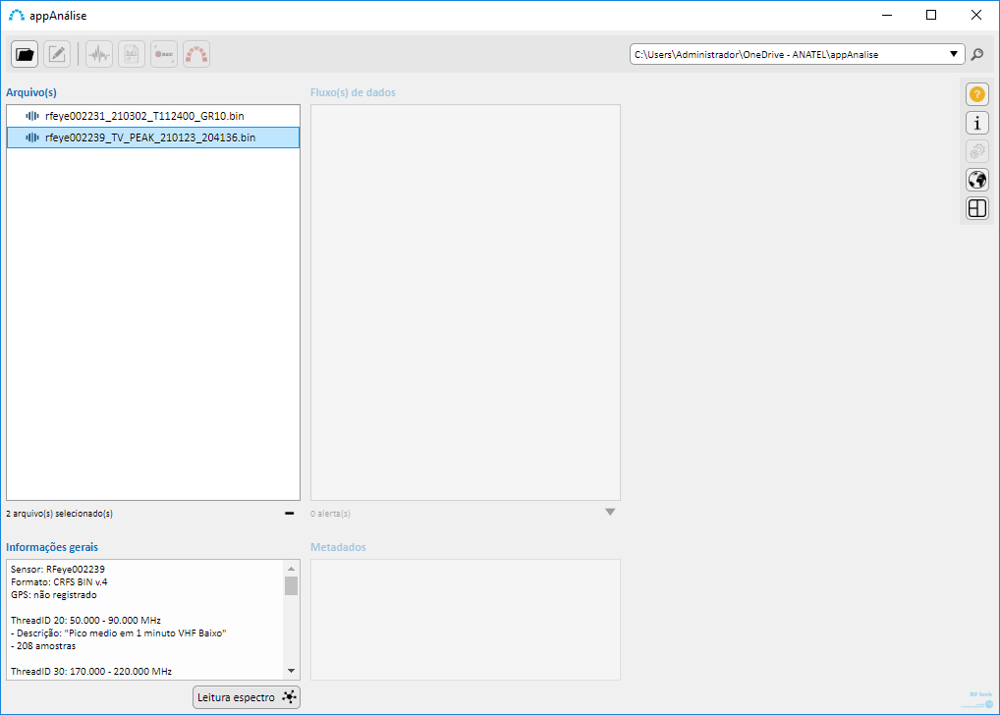 appAnálise
REC
C:\Users\Administrador\OneDrive - ANATEL\appAnalise
Arquivo(s)
Fluxo(s) de dados
rfeye002231_210302_T112400_GR10.bin
rfeye002239_TV_PEAK_210123_204136.bin
?
i
2 arquivo(s) selecionado(s)
0 alerta(s)
Informações gerais
Metadados
Sensor: RFeye002239
Formato: CRFS BIN v.4
GPS: não registrado
ThreadID 20: 50.000 - 90.000 MHz
- Descrição: "Pico medio em 1 minuto VHF Baixo"
- 208 amostras
ThreadID 30: 170.000 - 220.000 MHz
Leitura espectro